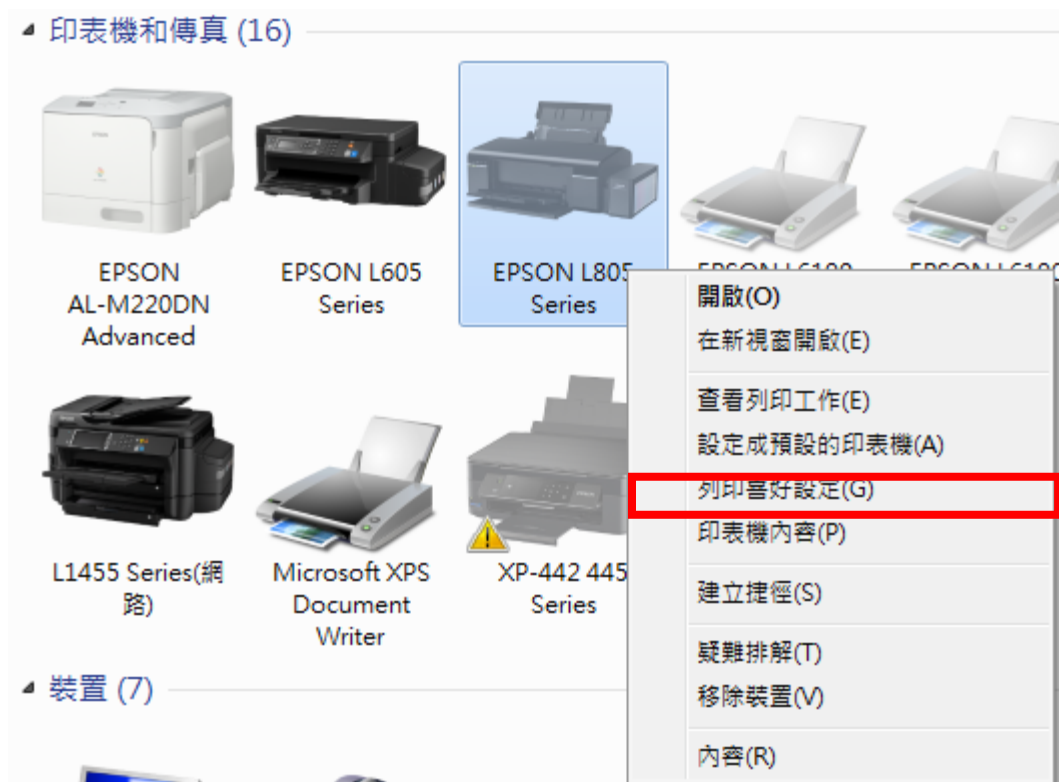 印表機和傳真 (16)
EPSON
AL-M220DN
Advanced
EPSON L605
Series
EPSON L805
Series
開啟(O)
在新視窗開啟(E)
查看列印工作(E)
設定成預設的印表機(A)
列印喜好設定(G)
印表機內容(P)
建立捷徑(S)
疑難排解(T)
移除裝置(V)
內容(R)
L1455 Series(網
路)
Microsoft XPS
Document
Writer
XP-442 445
Series
裝置 (7)